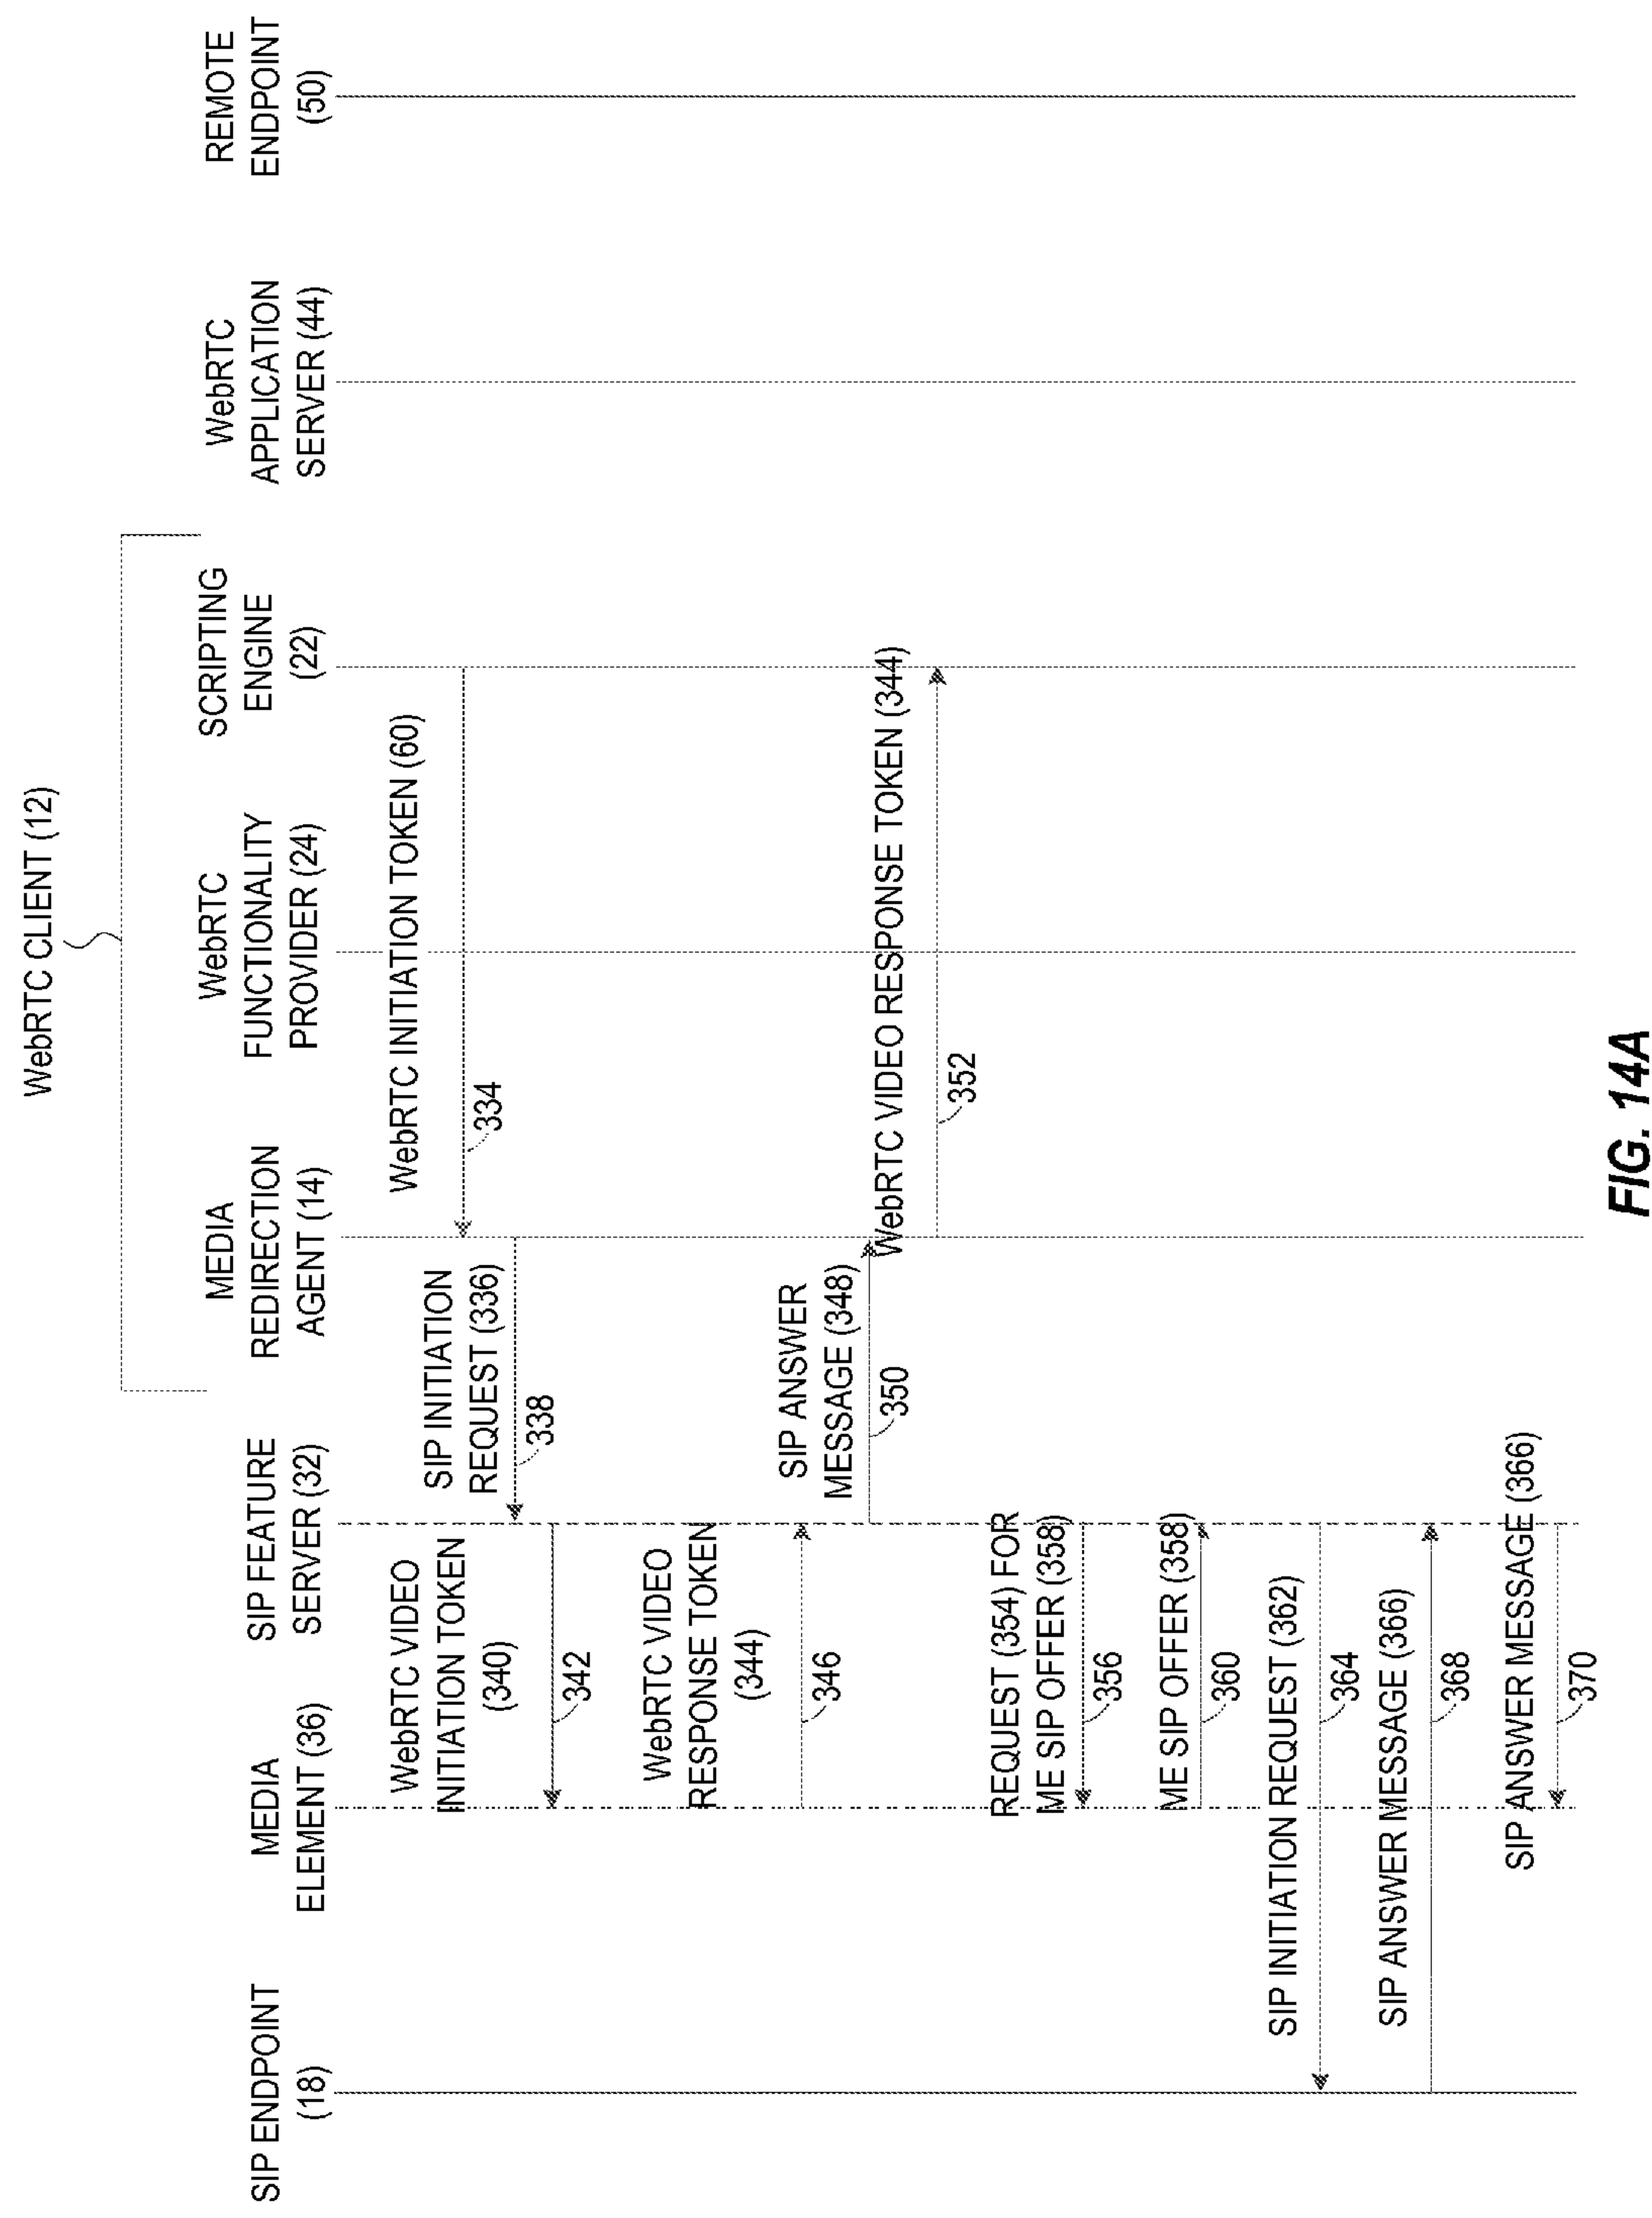 WebRTC CLIENT (12)
SIP ENDPOINT
(18)
MEDIA
ELEMENT (36)
SIP FEATURE
SERVER (32)
MEDIA
REDIRECTION
AGENT (14)
WebRTC
FUNCTIONALITY
PROVIDER (24)
SCRIPTING
ENGINE
(22)
WebRTC
APPLICATION
SERVER (44)
REMOTE
ENDPOINT
(50)
WebRTC INITIATION TOKEN (60)
334
SIP INITIATION
REQUEST (336)
338
WebRTC VIDEO
INITIATION TOKEN
(340)
342
WebRTC VIDEO
RESPONSE TOKEN
(344)
346
SIP ANSWER
MESSAGE (348)
350
WebRTC VIDEO RESPONSE TOKEN (344)
352
REQUEST (354) FOR
ME SIP OFFER (358)
356
ME SIP OFFER (358)
360
SIP INITIATION REQUEST (362)
364
SIP ANSWER MESSAGE (366)
368
SIP ANSWER MESSAGE (366)
370
FIG. 14A